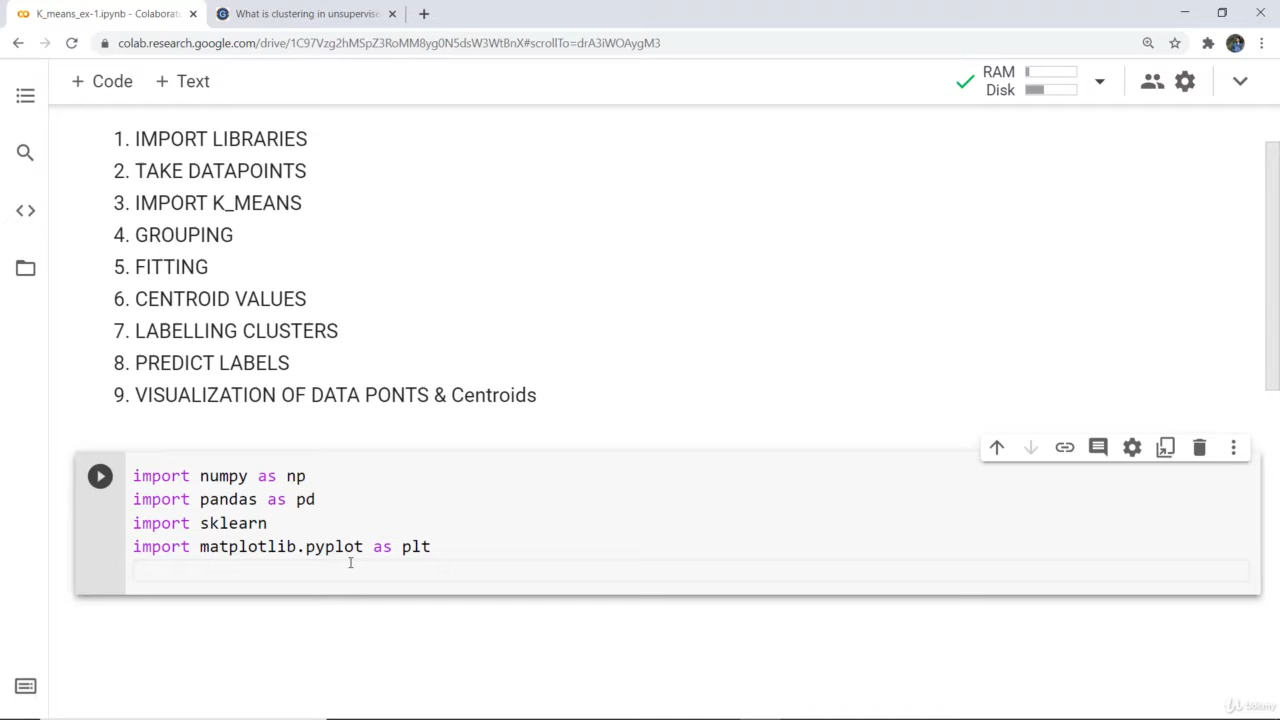 K_means_ex-1.ipynb - Colaborat
What is clustering in unsupervise
colab.research.google.com/drive/1C97Vzg2hMSpZ3RoMM8yg0N5dsW3WtBnX#scrollTo=drA3iWOAygM3
+ Code + Text
RAM
Disk
1. IMPORT LIBRARIES
2. TAKE DATAPOINTS
3. IMPORT K_MEANS
4. GROUPING
5. FITTING
6. CENTROID VALUES
7. LABELLING CLUSTERS
8. PREDICT LABELS
9. VISUALIZATION OF DATA PONTS & Centroids
import numpy as np
import pandas as pd
import sklearn
import matplotlib.pyplot as plt
Udemy